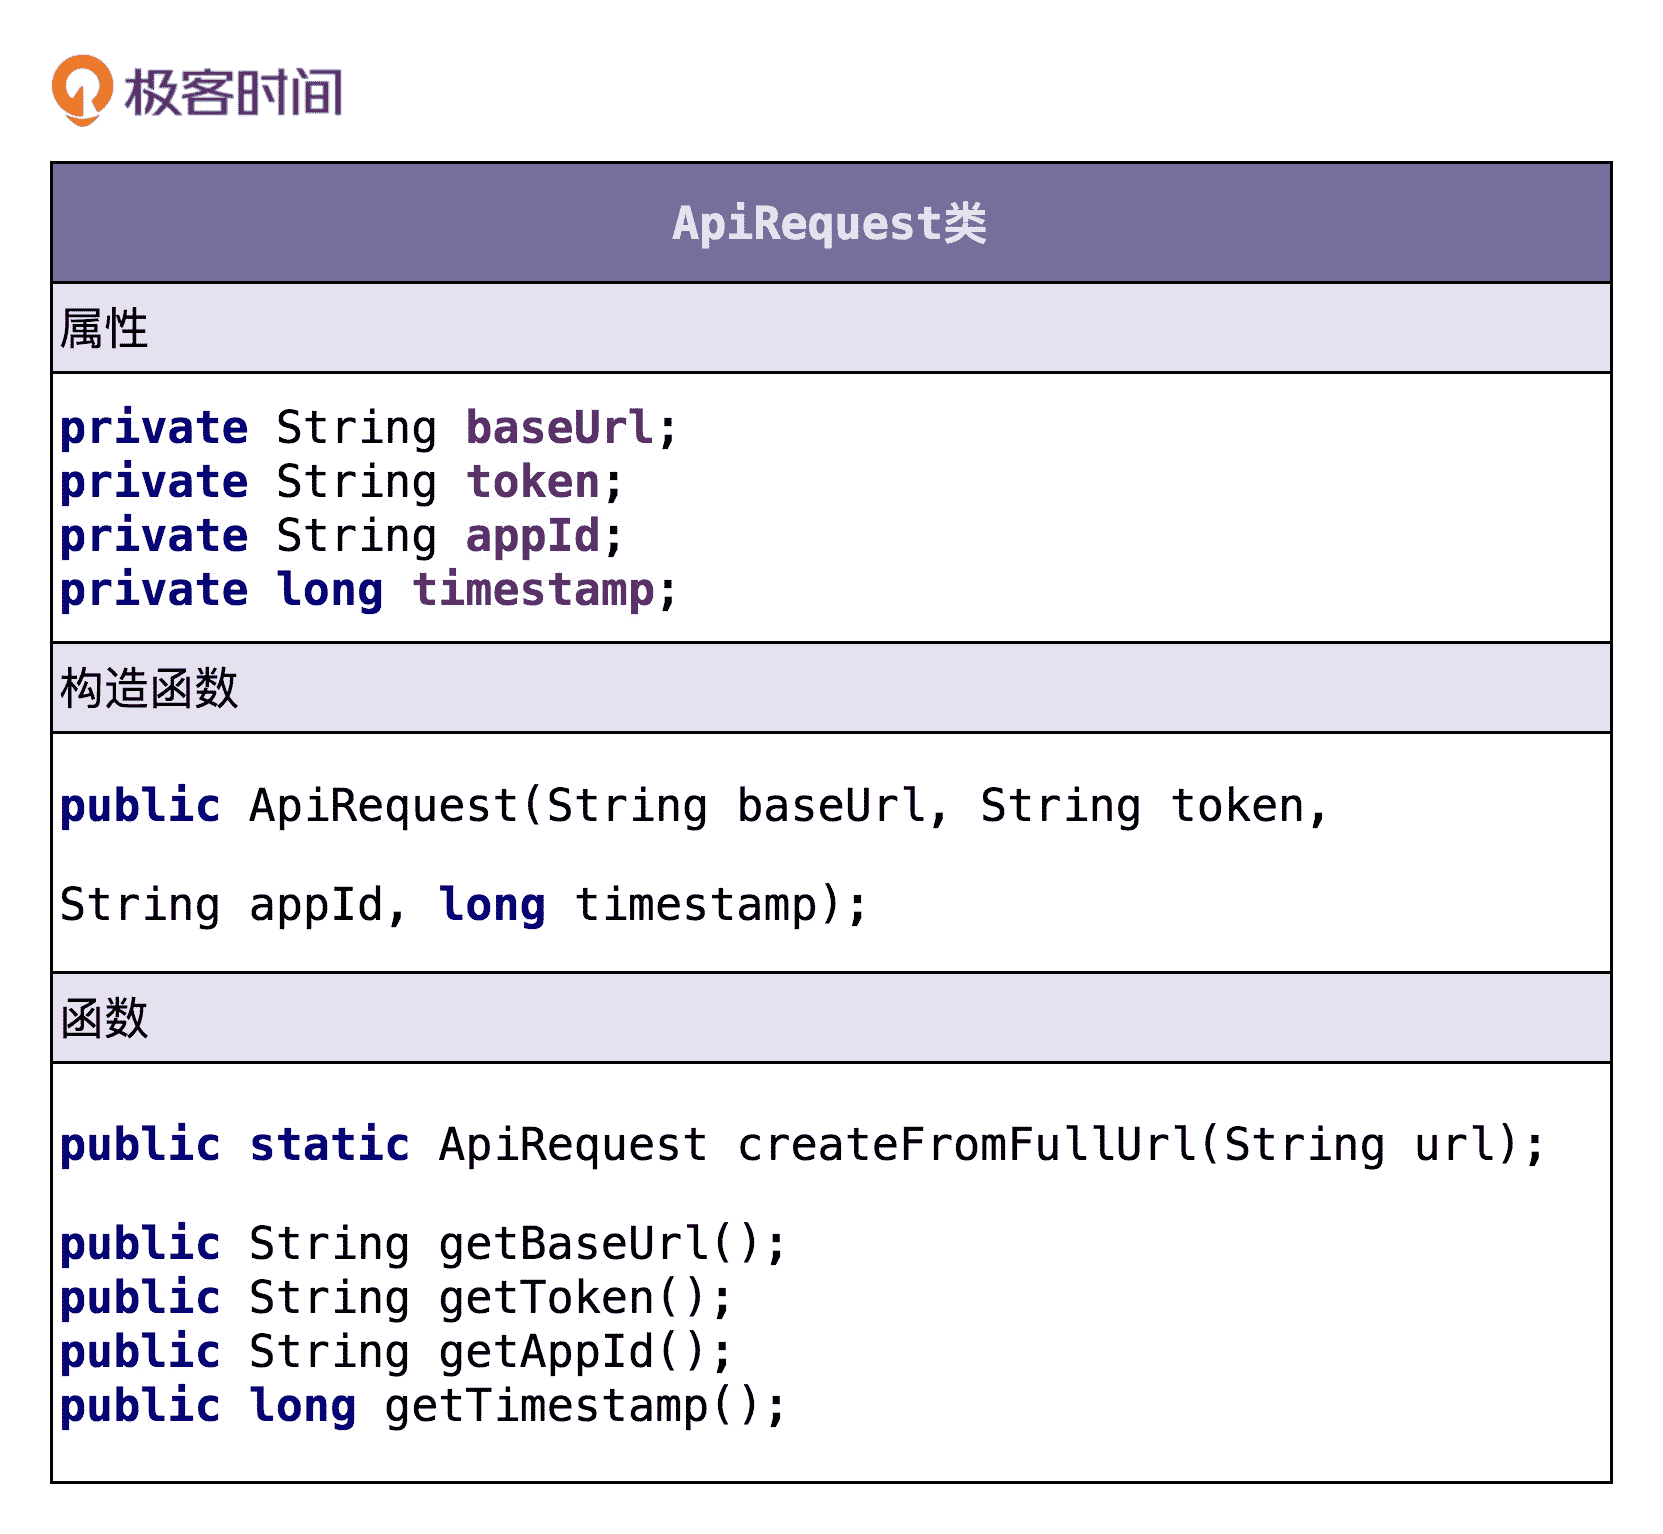 极客时间
ApiRequest类
属性
private String baseUrl;
private String token;
private String appId;
private long timestamp;
构造函数
public ApiRequest(String baseUrl, String token,
String appId, long timestamp);
函数
public static ApiRequest createFromFullUrl(String url);
public String getBaseUrl();
public String getToken();
public String getAppId();
public long getTimestamp();